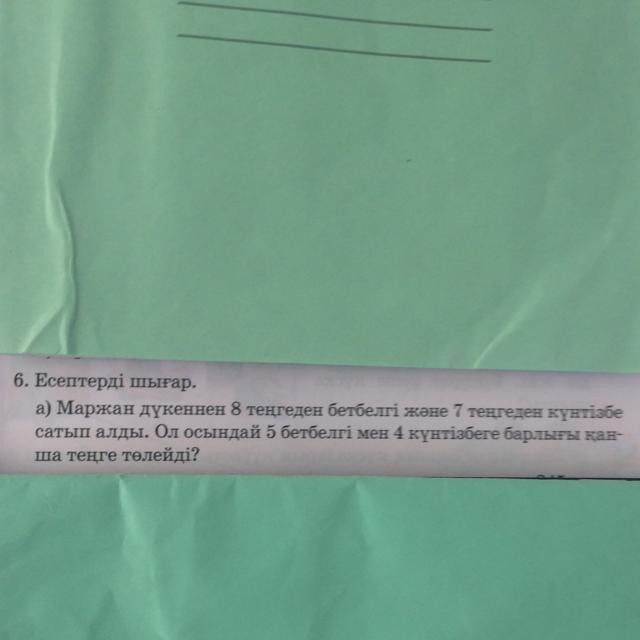 6. Есептерді шығар.
а) Маржан дүкеннен 8 теңгеден бетбелгі және 7 теңгеден күнтізбе
сатып алды. Ол осындай 5 бетбелгі мен 4 күнтізбеге барлығы қан-
ша теңге төлейді?